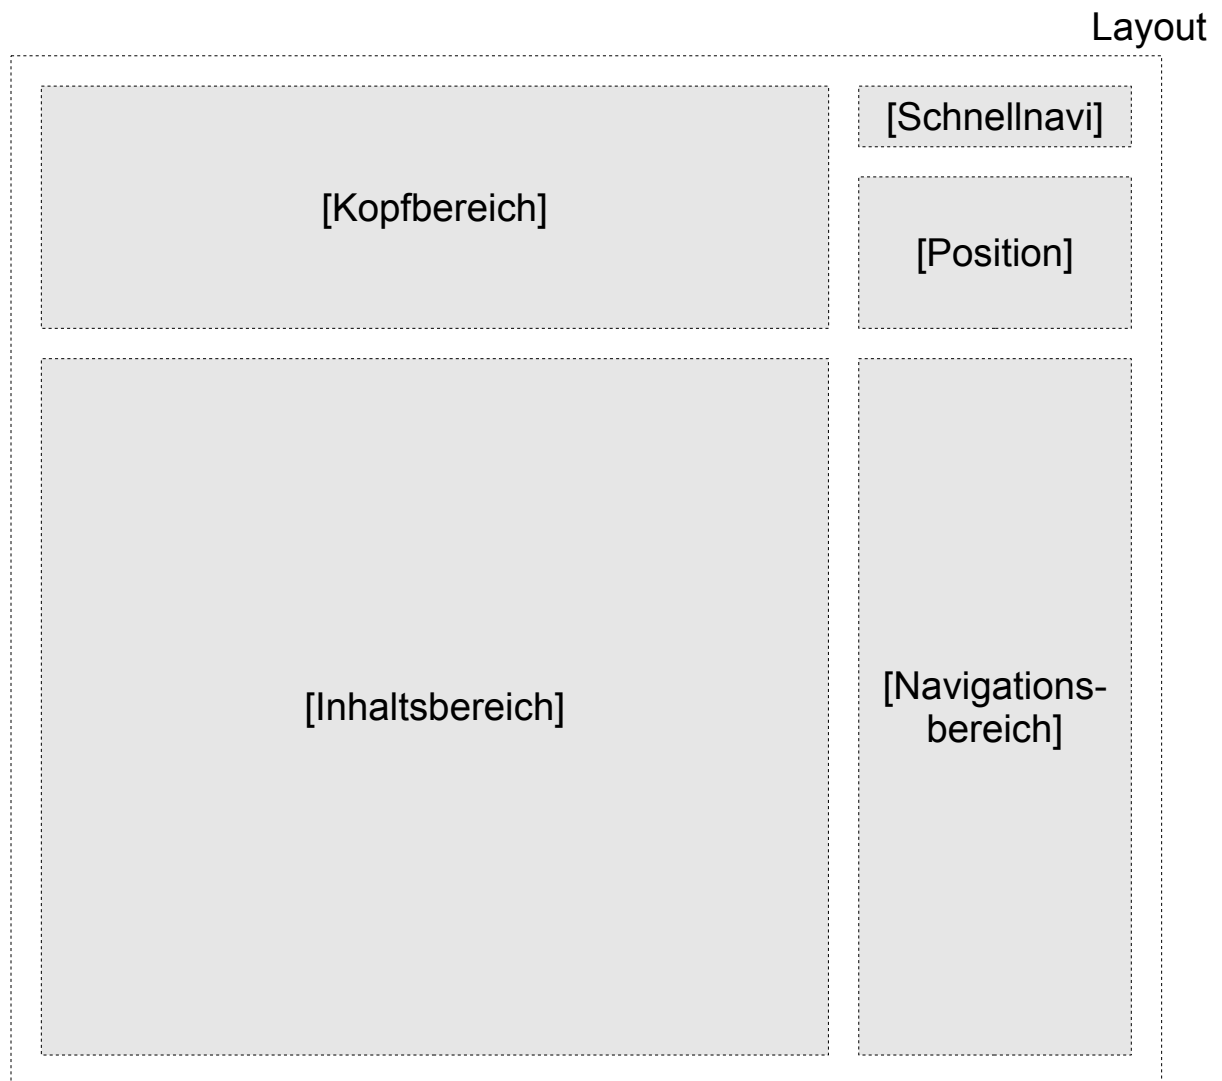 Layout
[Kopfbereich]
[Schnellnavi]
[Position]
[Inhaltsbereich]
[Navigations-
bereich]